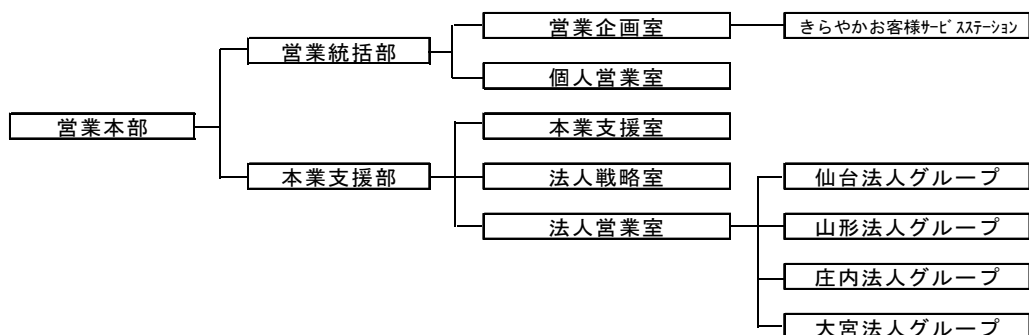 営業企画室
きらやかお客様ｻｰﾋﾞｽｽﾃｰｼｮﾝ
営業統括部
個人営業室
営業本部
本業支援室
本業支援部
法人戦略室
仙台法人グループ
法人営業室
山形法人グループ
庄内法人グループ
大宮法人グループ